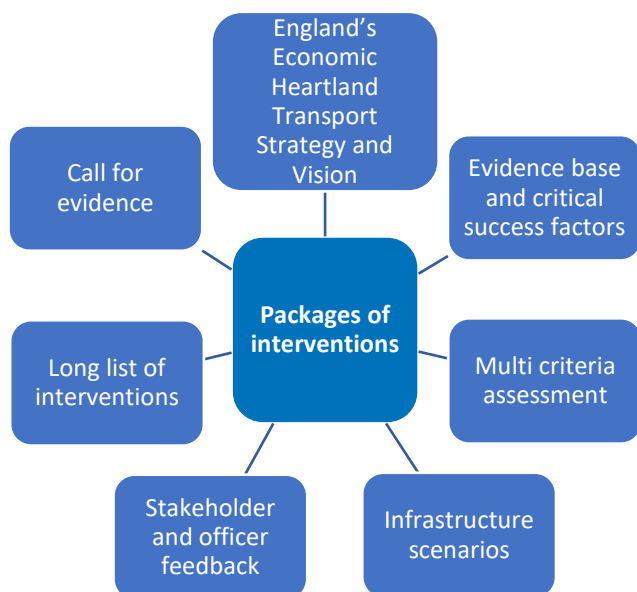 England’s
Economic
Heartland
Transport
Strategy and
Vision
Call for
evidence
Evidence base
and critical
success factors
Packages of
interventions
Long list of
interventions
Multi criteria
assessment
Stakeholder
and officer
feedback
Infrastructure
scenarios